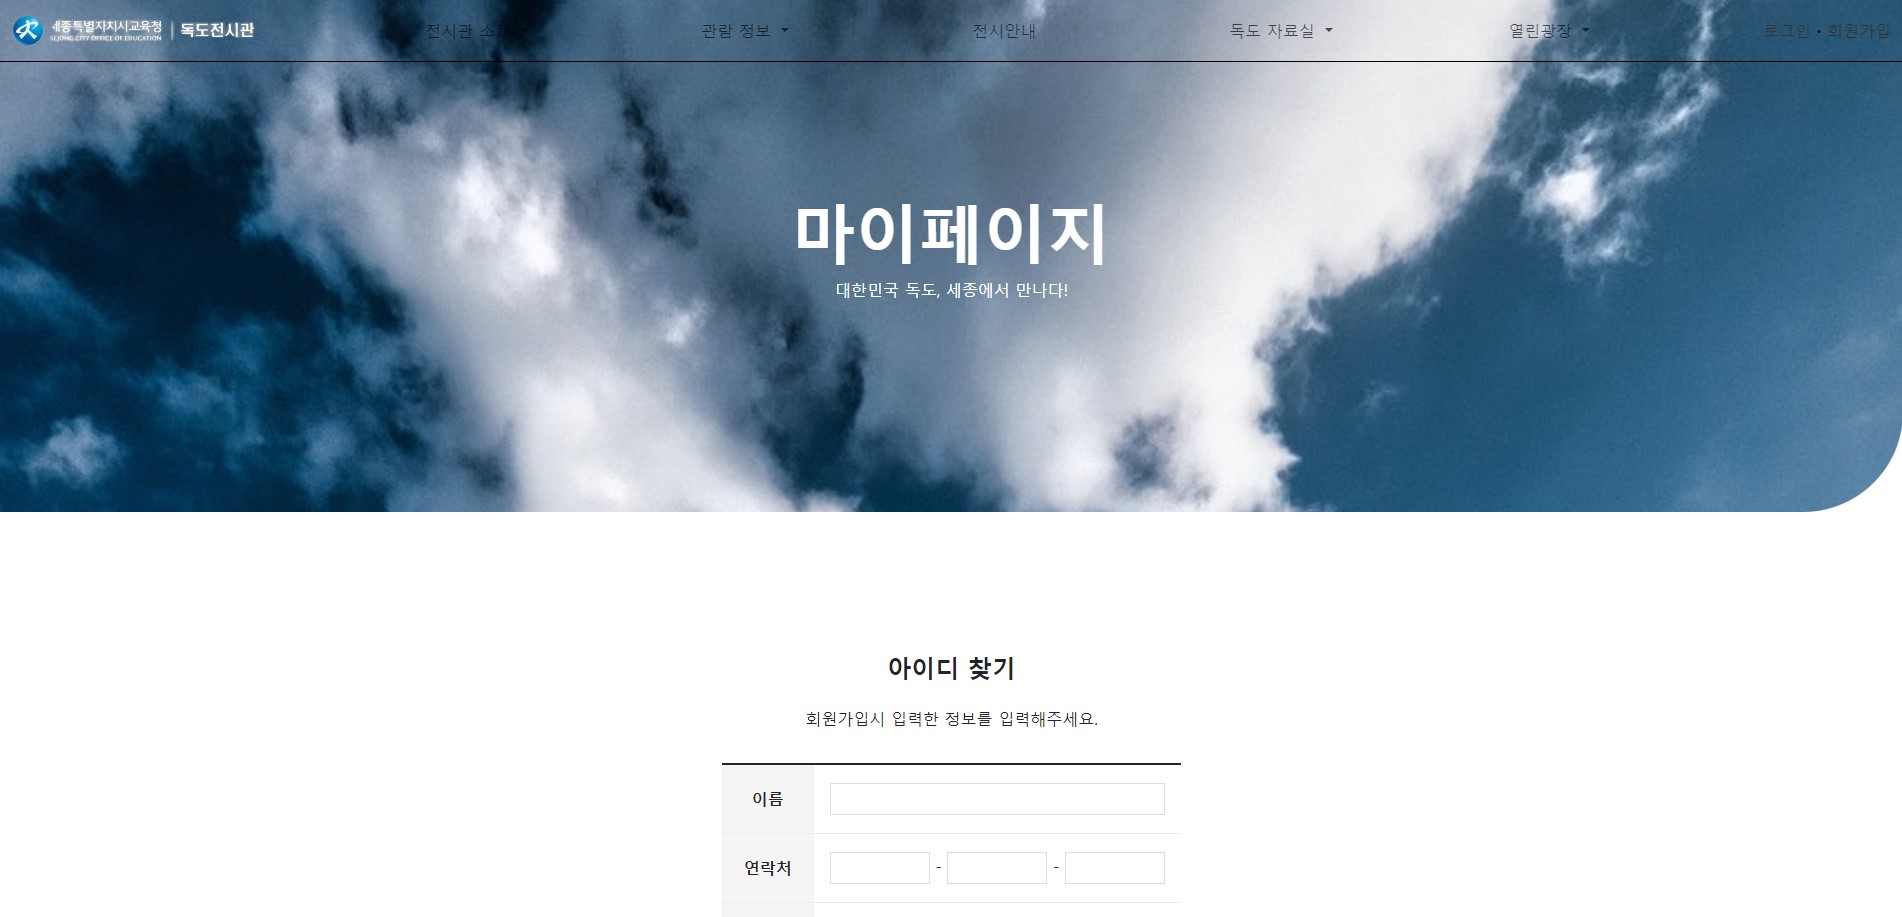 세종특별자치시교육청 | 독도전시관
SEJONG CITY OFFICE OF EDUCATION
전시관 소개
관람 정보
전시안내
독도 자료실
열린광장
로그인 • 회원가입
마이페이지
대한민국 독도, 세종에서 만나다!
아이디 찾기
회원가입시 입력한 정보를 입력해주세요.
이름
연락처 - -